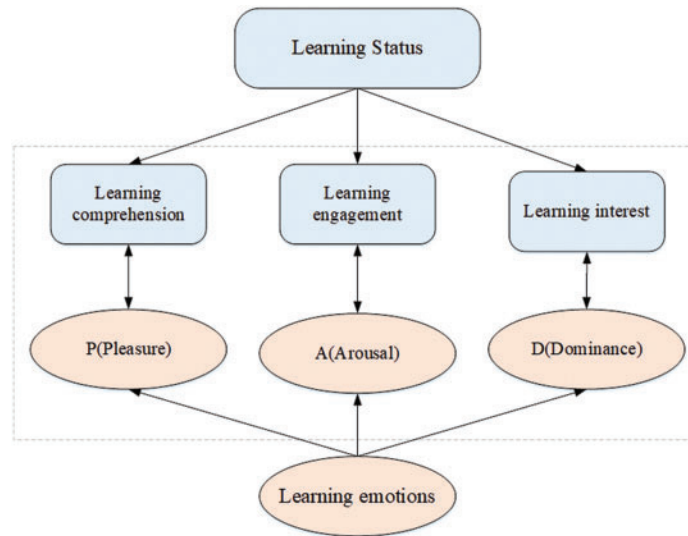 Learning Status
Learning
comprehension
Learning
engagement
Learning interest
P(Pleasure)
A(Arousal)
D(Dominance)
Learning emotions